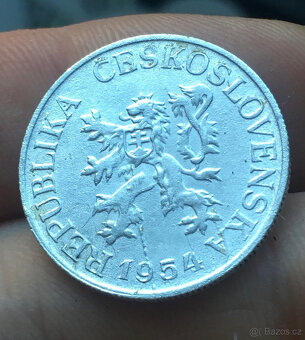 REPUBLIKA ČESKOSLOVENSKÁ
1954
Bazos.cz